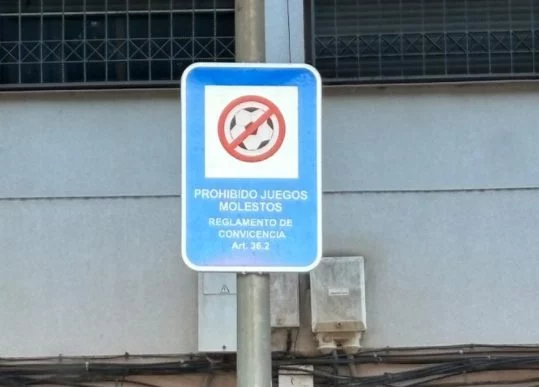 PROHIBIDO JUEGOS
MOLESTOS
REGLAMENTO DE
CONVICENCIA
Art. 36.2